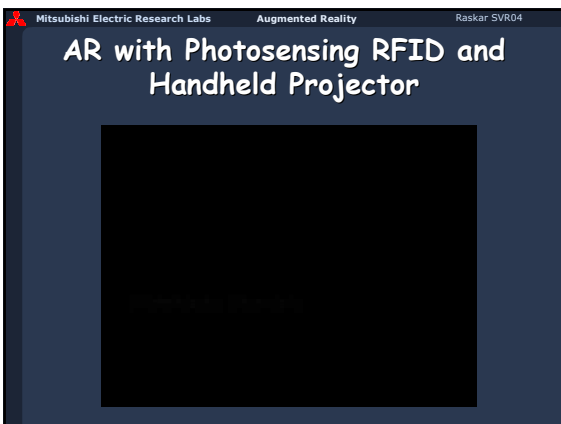 Mitsubishi Electric Research Labs Augmented Reality Raskar SVR04
AR with Photosensing RFID and
Handheld Projector